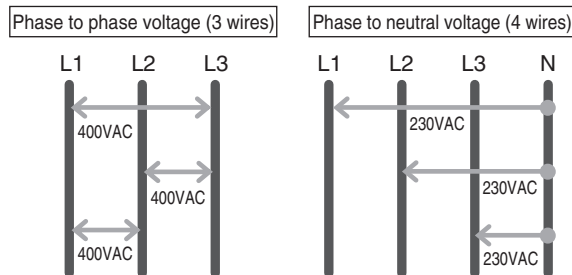 Phase to phase voltage (3 wires)
L1 L2 L3
400VAC
400VAC
400VAC
Phase to neutral voltage (4 wires)
L1 L2 L3 N
230VAC
230VAC
230VAC